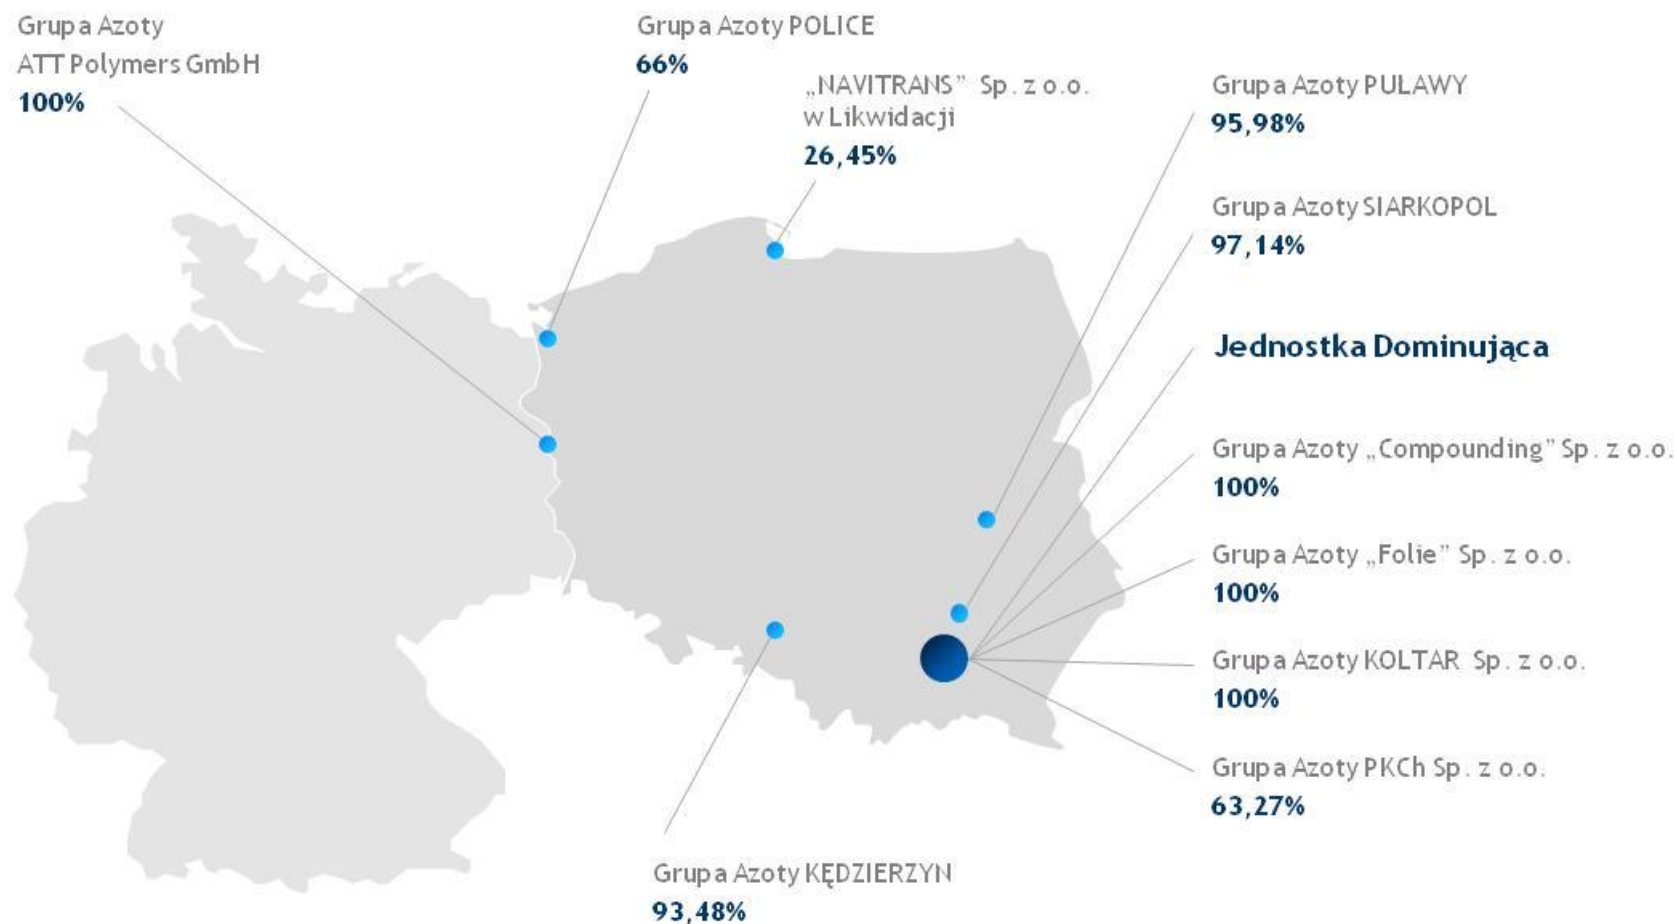 Grupa Azoty
ATT Polymers GmbH
100%
Grupa Azoty POLICE
66%
„NAVITRANS” Sp. z o.o.
w Likwidacji
26,45%
Grupa Azoty PUŁAWY
95,98%
Grupa Azoty SIARKOPOL
97,14%
Jednostka Dominująca
Grupa Azoty „Compounding” Sp. z o.o.
100%
Grupa Azoty „Folie” Sp. z o.o.
100%
Grupa Azoty KOLTAR Sp. z o.o.
100%
Grupa Azoty PKCh Sp. z o.o.
63,27%
Grupa Azoty KĘDZIERZYN
93,48%